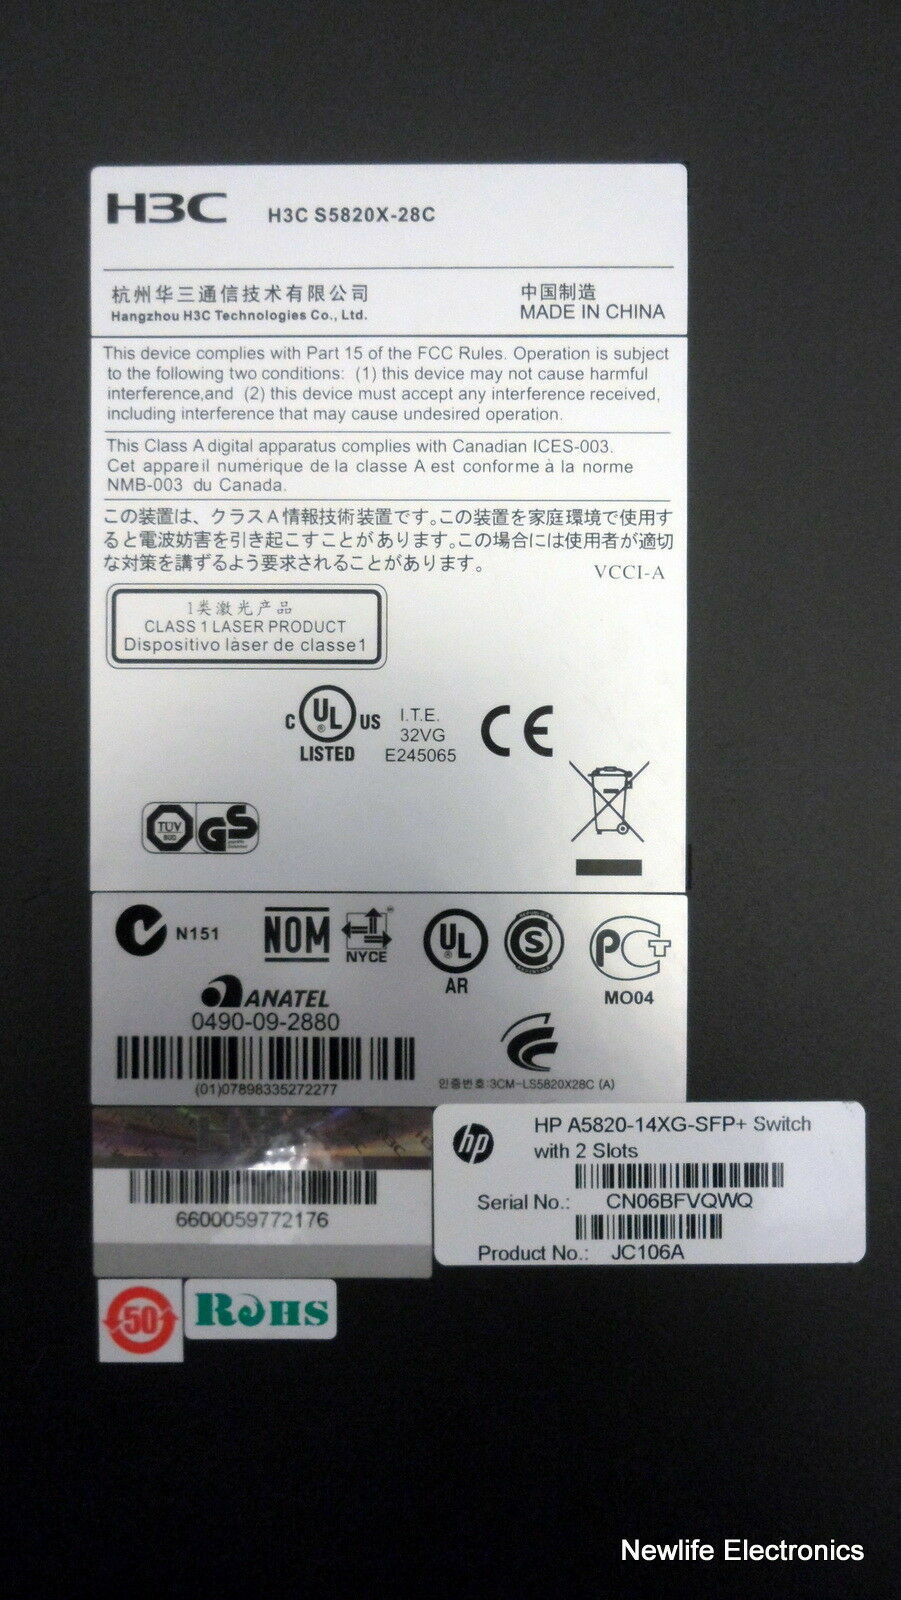 H3C H3C S5820X-28C
杭州华三通信技术有限公司
Hangzhou H3C Technologies Co., Ltd.
中国制造
MADE IN CHINA
This device complies with Part 15 of the FCC Rules. Operation is subject
to the following two conditions: (1) this device may not cause harmful
interference,and (2) this device must accept any interference received,
including interference that may cause undesired operation.
This Class A digital apparatus complies with Canadian ICES-003.
Cet appareil numérique de la classe A est conforme à la norme
NMB-003 du Canada.
この装置は、クラスA情報技術装置です。この装置を家庭環境で使用す
ると電波妨害を引き起こすことがあります。この場合には使用者が適切
な対策を講ずるよう要求されることがあります。
VCCI-A
1类激光产品
CLASS 1 LASER PRODUCT
Dispositivo láser de classe1
C UL US
®
LISTED
I.T.E.
32VG
E245065
CE
TÜV
SÜD
GS
N151
NOM
NYCE
UL
AR
S
PCT
MO04
ANATEL
0490-09-2880
(01)07898335272277
인증번호:3CM-LS5820X28C (A)
6600059772176
hp
HP A5820-14XG-SFP+ Switch
with 2 Slots
Serial No.: CN06BFVQWQ
Product No.: JC106A
50
RoHS
Newlife Electronics